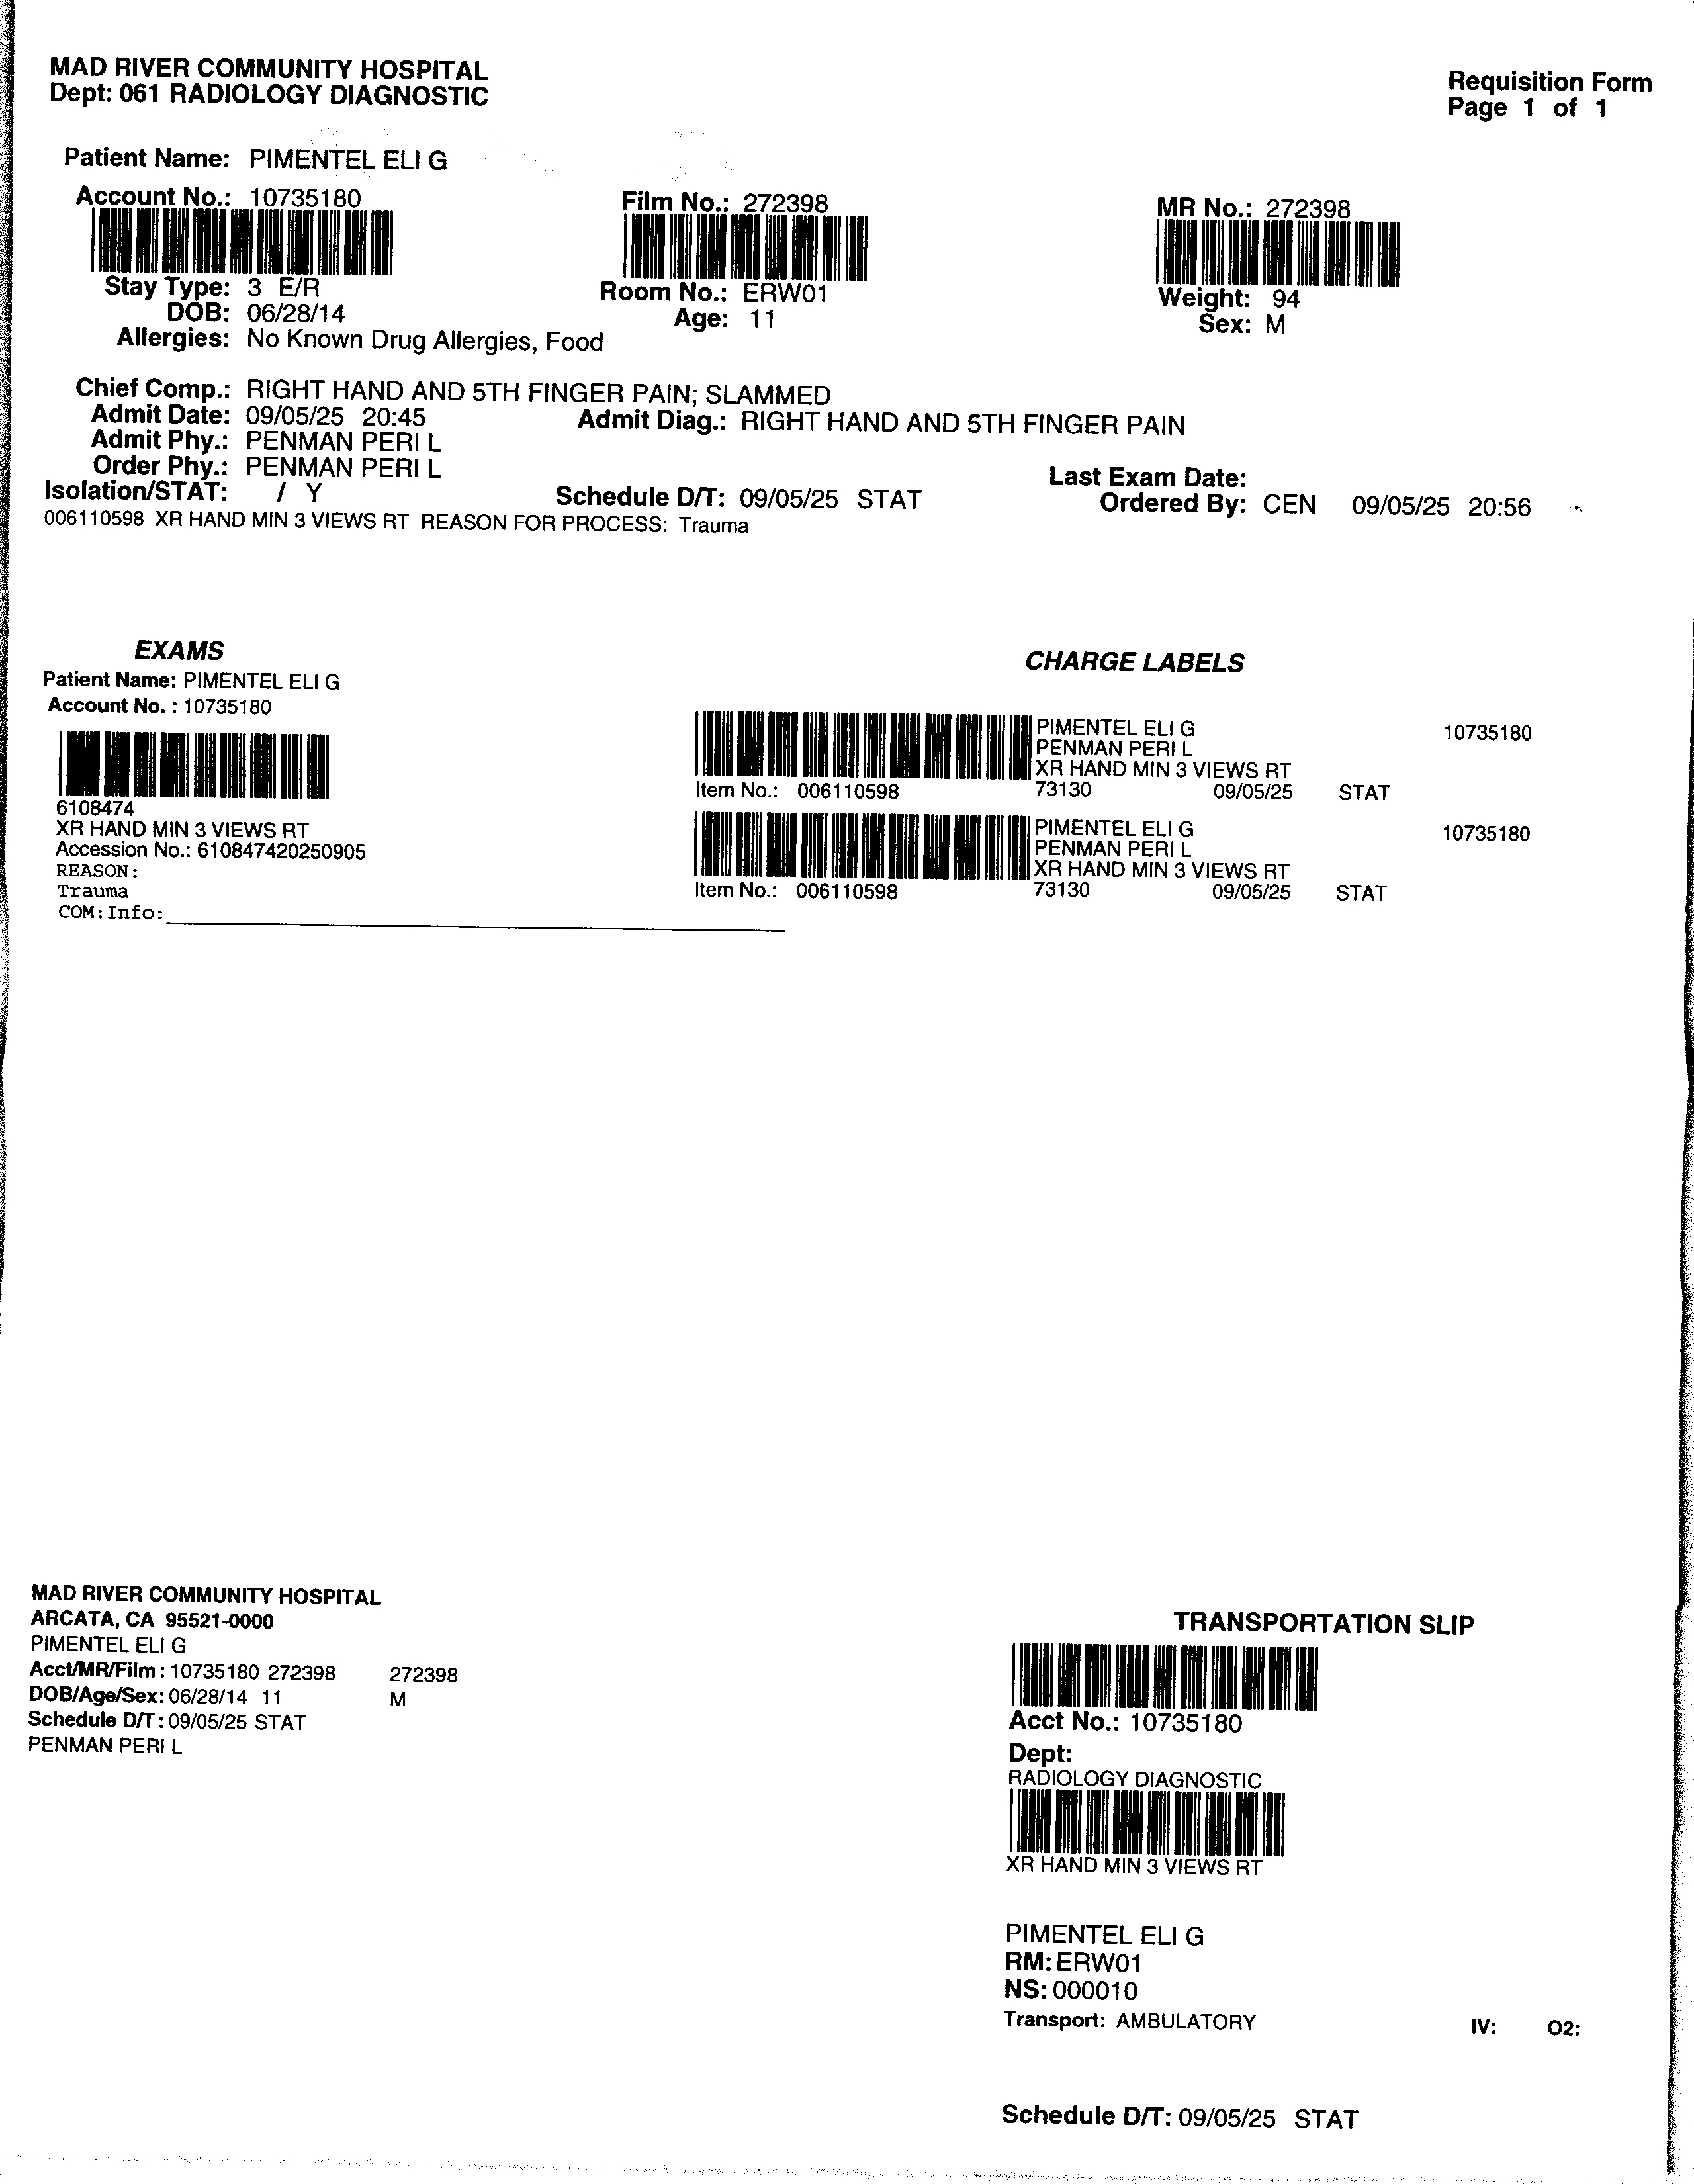 MAD RIVER COMMUNITY HOSPITAL
Dept: 061 RADIOLOGY DIAGNOSTIC
Requisition Form
Page 1 of 1
Patient Name: PIMENTEL ELI G
Account No.: 10735180
Film No.: 272398
MR No.: 272398
Stay Type: 3 E/R
Room No.: ERW01
Weight: 94
DOB: 06/28/14
Age: 11
Sex: M
Allergies: No Known Drug Allergies, Food
Chief Comp.: RIGHT HAND AND 5TH FINGER PAIN; SLAMMED
Admit Date: 09/05/25 20:45
Admit Diag.: RIGHT HAND AND 5TH FINGER PAIN
Admit Phy.: PENMAN PERI L
Order Phy.: PENMAN PERI L
Last Exam Date:
Isolation/STAT: / Y
Schedule D/T: 09/05/25 STAT
Ordered By: CEN 09/05/25 20:56
006110598 XR HAND MIN 3 VIEWS RT REASON FOR PROCESS: Trauma
EXAMS
Patient Name: PIMENTEL ELI G
Account No. : 10735180
6108474
XR HAND MIN 3 VIEWS RT
Accession No.: 610847420250905
REASON:
Trauma
COM: Info:
CHARGE LABELS
PIMENTEL ELI G 10735180
PENMAN PERI L
XR HAND MIN 3 VIEWS RT
Item No.: 006110598 73130 09/05/25 STAT
PIMENTEL ELI G 10735180
PENMAN PERI L
XR HAND MIN 3 VIEWS RT
Item No.: 006110598 73130 09/05/25 STAT
MAD RIVER COMMUNITY HOSPITAL
ARCATA, CA 95521-0000
PIMENTEL ELI G
Acct/MR/Film : 10735180 272398 272398
DOB/Age/Sex: 06/28/14 11 M
Schedule D/T : 09/05/25 STAT
PENMAN PERI L
TRANSPORTATION SLIP
Acct No.: 10735180
Dept:
RADIOLOGY DIAGNOSTIC
XR HAND MIN 3 VIEWS RT
PIMENTEL ELI G
RM: ERW01
NS: 000010
Transport: AMBULATORY IV: O2:
Schedule D/T: 09/05/25 STAT